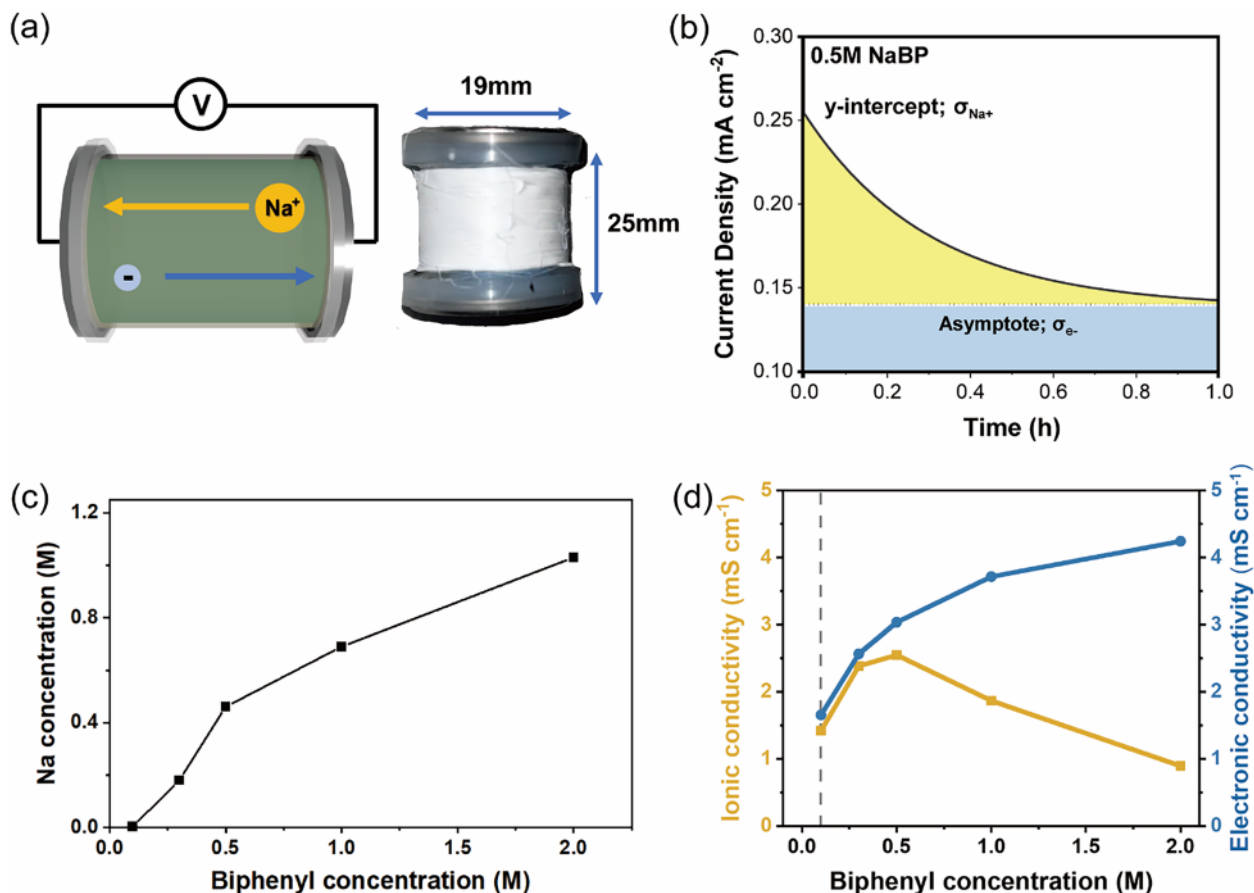 (a)
V
Na⁺
-
19mm
25mm
(b)
0.5M NaBP
y-intercept; σNa+
Asymptote; σe-
0.30
0.25
0.20
0.15
0.10
Current Density (mA cm⁻²)
0.0 0.2 0.4 0.6 0.8 1.0
Time (h)
(c)
1.2
0.8
0.4
0.0
Na concentration (M)
0.0 0.5 1.0 1.5 2.0
Biphenyl concentration (M)
(d)
5
4
3
2
1
0
Ionic conductivity (mS cm⁻¹)
5
4
3
2
1
0
Electronic conductivity (mS cm⁻¹)
0.0 0.5 1.0 1.5 2.0
Biphenyl concentration (M)